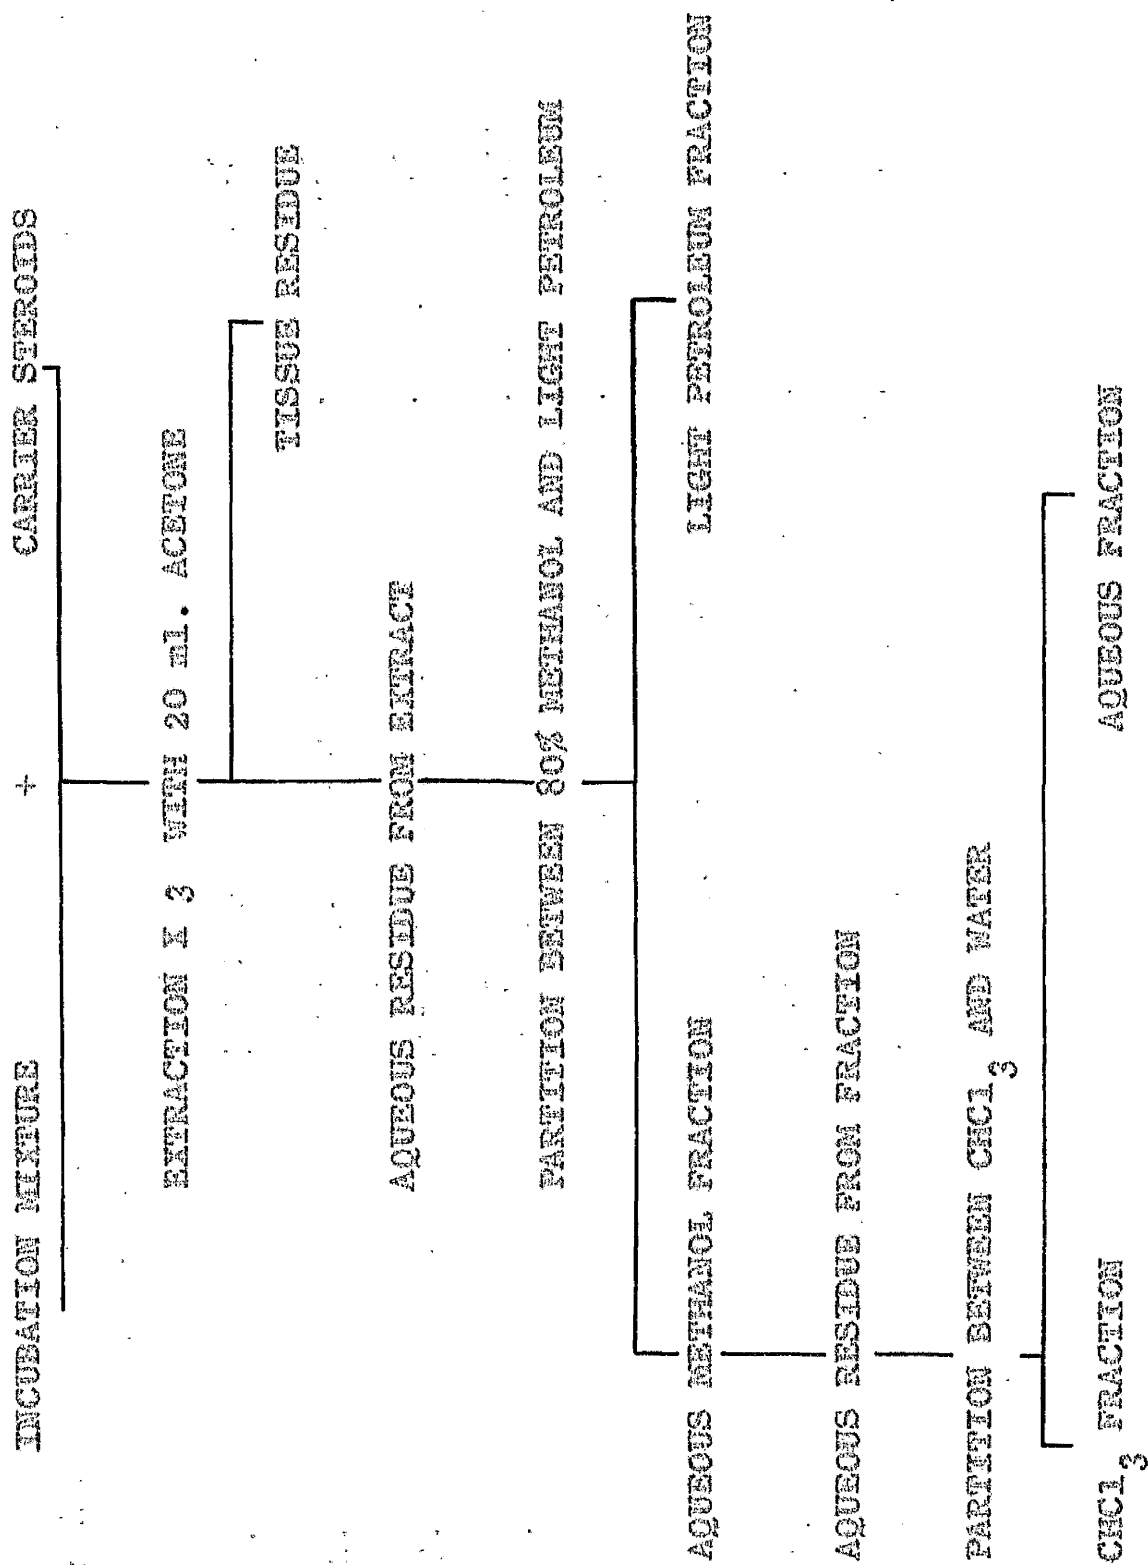 INCUBATION MIXTURE + CARRIER STEROIDS
EXTRACTION X 3 WITH 20 ml. ACETONE
TISSUE RESIDUE
AQUEOUS RESIDUE FROM EXTRACT
PARTITION BETWEEN 80% METHANOL AND LIGHT PETROLEUM
AQUEOUS METHANOL FRACTION
LIGHT PETROLEUM FRACTION
AQUEOUS RESIDUE FROM FRACTION
PARTITION BETWEEN CHCl3 AND WATER
CHCl3 FRACTION
AQUEOUS FRACTION